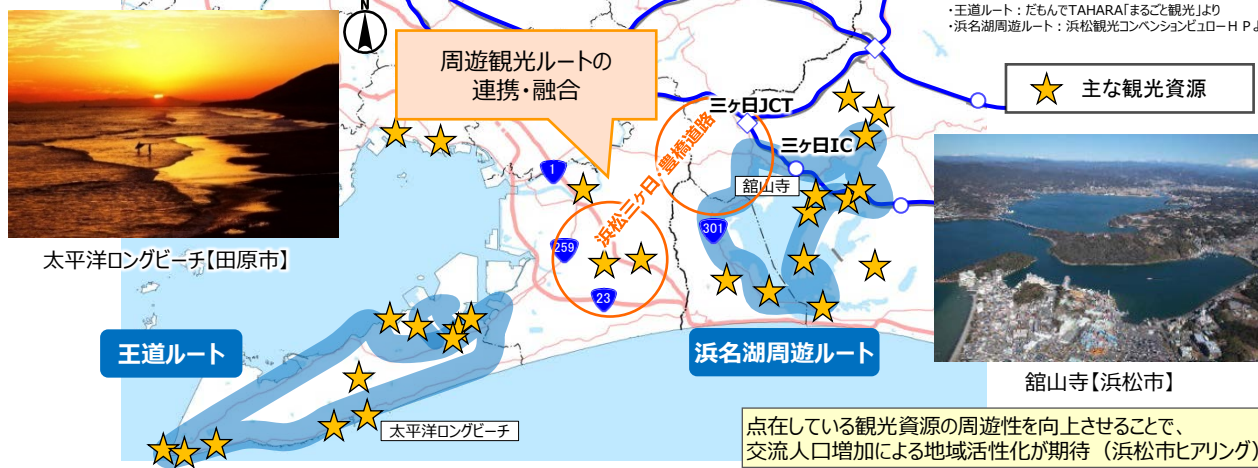 ・王道ルート：だもんでTAHARA「まるごと観光」より
・浜名湖周遊ルート：浜松観光コンベンションビュローHP
N
周遊観光ルートの
連携・融合
主な観光資源
三ヶ日JCT
三ヶ日IC
浜松三ヶ日・豊橋道路
舘山寺
1
259
301
23
太平洋ロングビーチ【田原市】
王道ルート
浜名湖周遊ルート
太平洋ロングビーチ
舘山寺【浜松市】
点在している観光資源の周遊性を向上させることで、
交流人口増加による地域活性化が期待（浜松市ヒアリング）